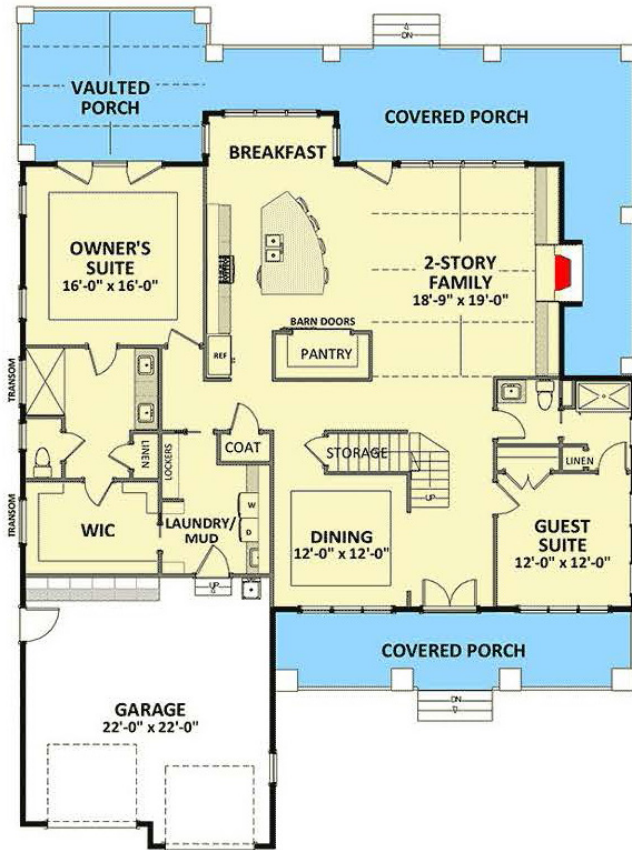 DN
VAULTED
PORCH
COVERED PORCH
BREAKFAST
OWNER'S
SUITE
16'-0" x 16'-0"
2-STORY
FAMILY
18'-9" x 19'-0"
BARN DOORS
PANTRY
REF
TRANSOM
COAT
LINEN
LOCKERS
STORAGE
UP
LINEN
WIC
LAUNDRY/
MUD
W
D
TRANSOM
DINING
12'-0" x 12'-0"
GUEST
SUITE
12'-0" x 12'-0"
UP
COVERED PORCH
DN
GARAGE
22'-0" x 22'-0"